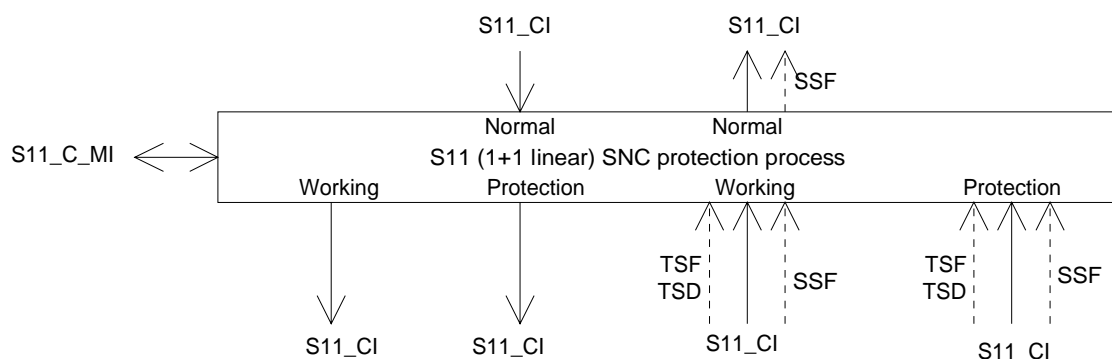 S11_CI
S11_CI
SSF
Normal
Normal
S11_C_MI
S11 (1+1 linear) SNC protection process
Working
Protection
Working
Protection
TSF
TSD
SSF
TSF
TSD
SSF
S11_CI
S11_CI
S11_CI
S11_CI